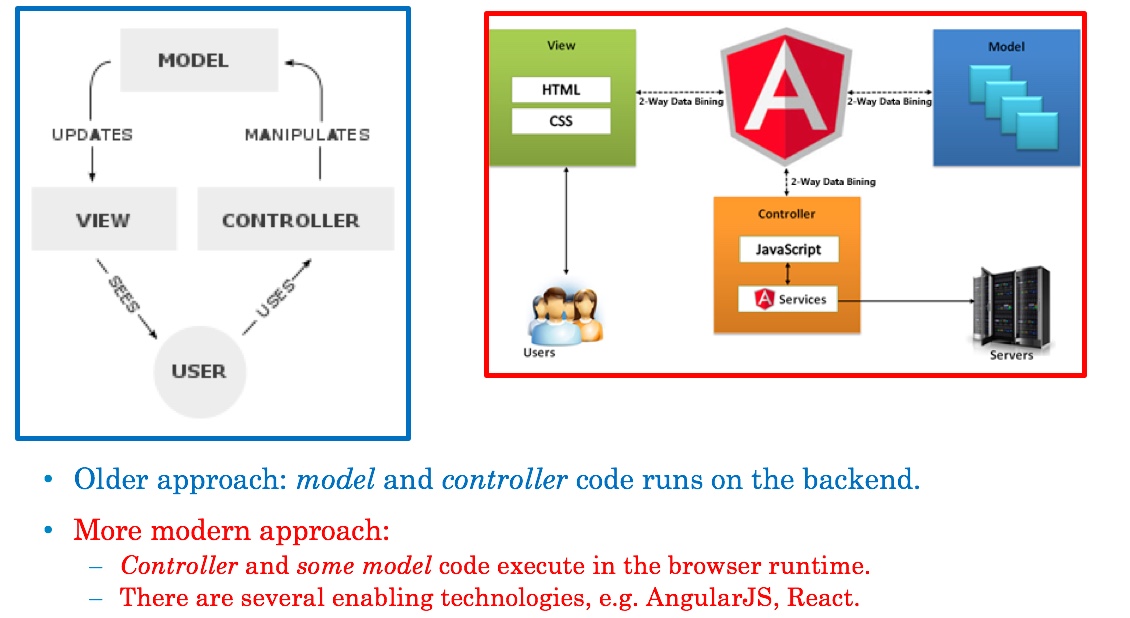 MODEL
UPDATES
MANIPULATES
VIEW
CONTROLLER
SEES
USES
USER
View
HTML
CSS
2-Way Data Bining
A
2-Way Data Bining
Model
2-Way Data Bining
Controller
JavaScript
A Services
Users
Servers
• Older approach: model and controller code runs on the backend.
• More modern approach:
– Controller and some model code execute in the browser runtime.
– There are several enabling technologies, e.g. AngularJS, React.